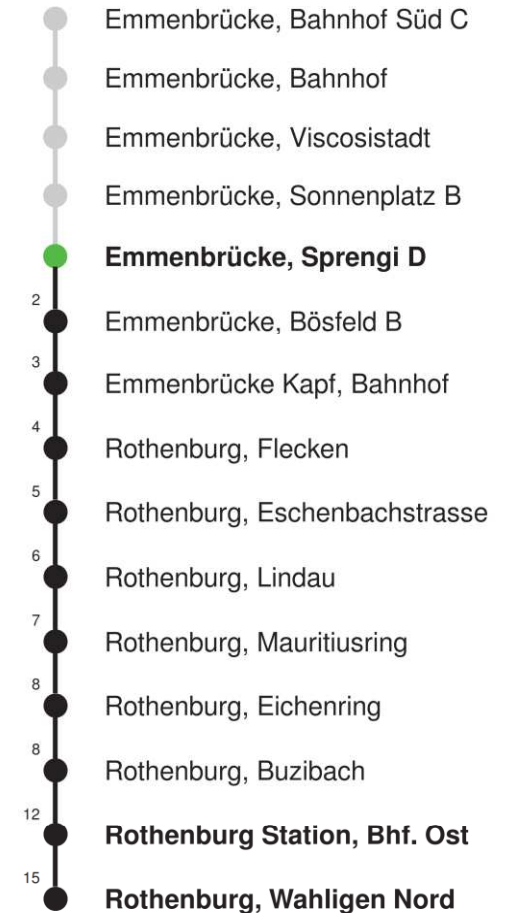 Emmenbrücke, Bahnhof Süd C
Emmenbrücke, Bahnhof
Emmenbrücke, Viscosistadt
Emmenbrücke, Sonnenplatz B
Emmenbrücke, Sprengi D
2
Emmenbrücke, Bösfeld B
3
Emmenbrücke Kapf, Bahnhof
4
Rothenburg, Flecken
5
Rothenburg, Eschenbachstrasse
6
Rothenburg, Lindau
7
Rothenburg, Mauritiusring
8
Rothenburg, Eichenring
8
Rothenburg, Buzibach
12
Rothenburg Station, Bhf. Ost
15
Rothenburg, Wahligen Nord